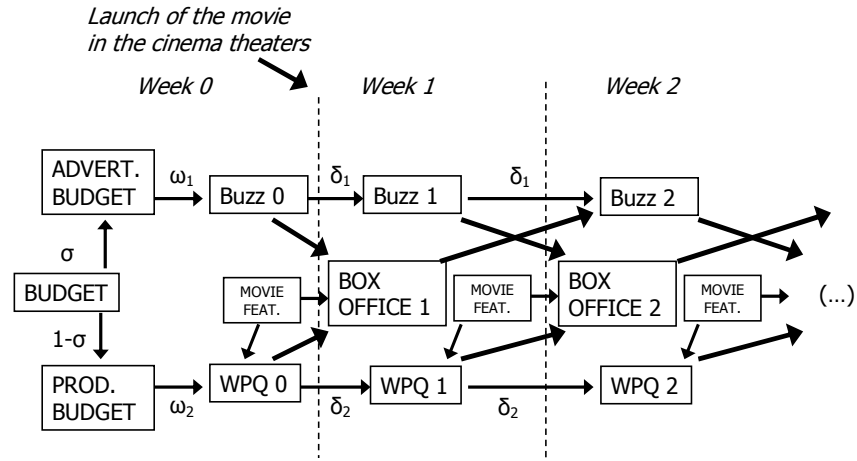 Launch of the movie
in the cinema theaters
Week 0
Week 1
Week 2
ADVERT.
BUDGET
ω1
Buzz 0
δ1
Buzz 1
δ1
Buzz 2
σ
BUDGET
1-σ
MOVIE
FEAT.
BOX
OFFICE 1
MOVIE
FEAT.
BOX
OFFICE 2
MOVIE
FEAT.
(...)
PROD.
BUDGET
ω2
WPQ 0
δ2
WPQ 1
δ2
WPQ 2